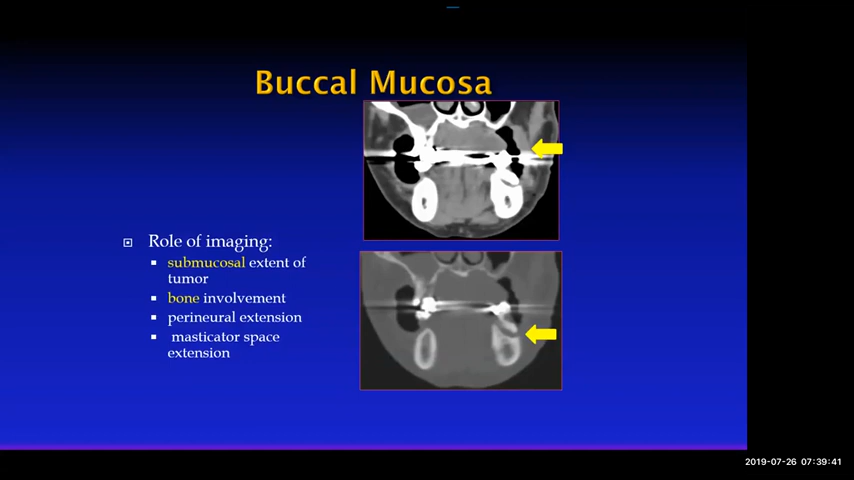 Buccal Mucosa
Role of imaging:
submucosal extent of
tumor
bone involvement
perineural extension
masticator space
extension
2019-07-26 07:39:41